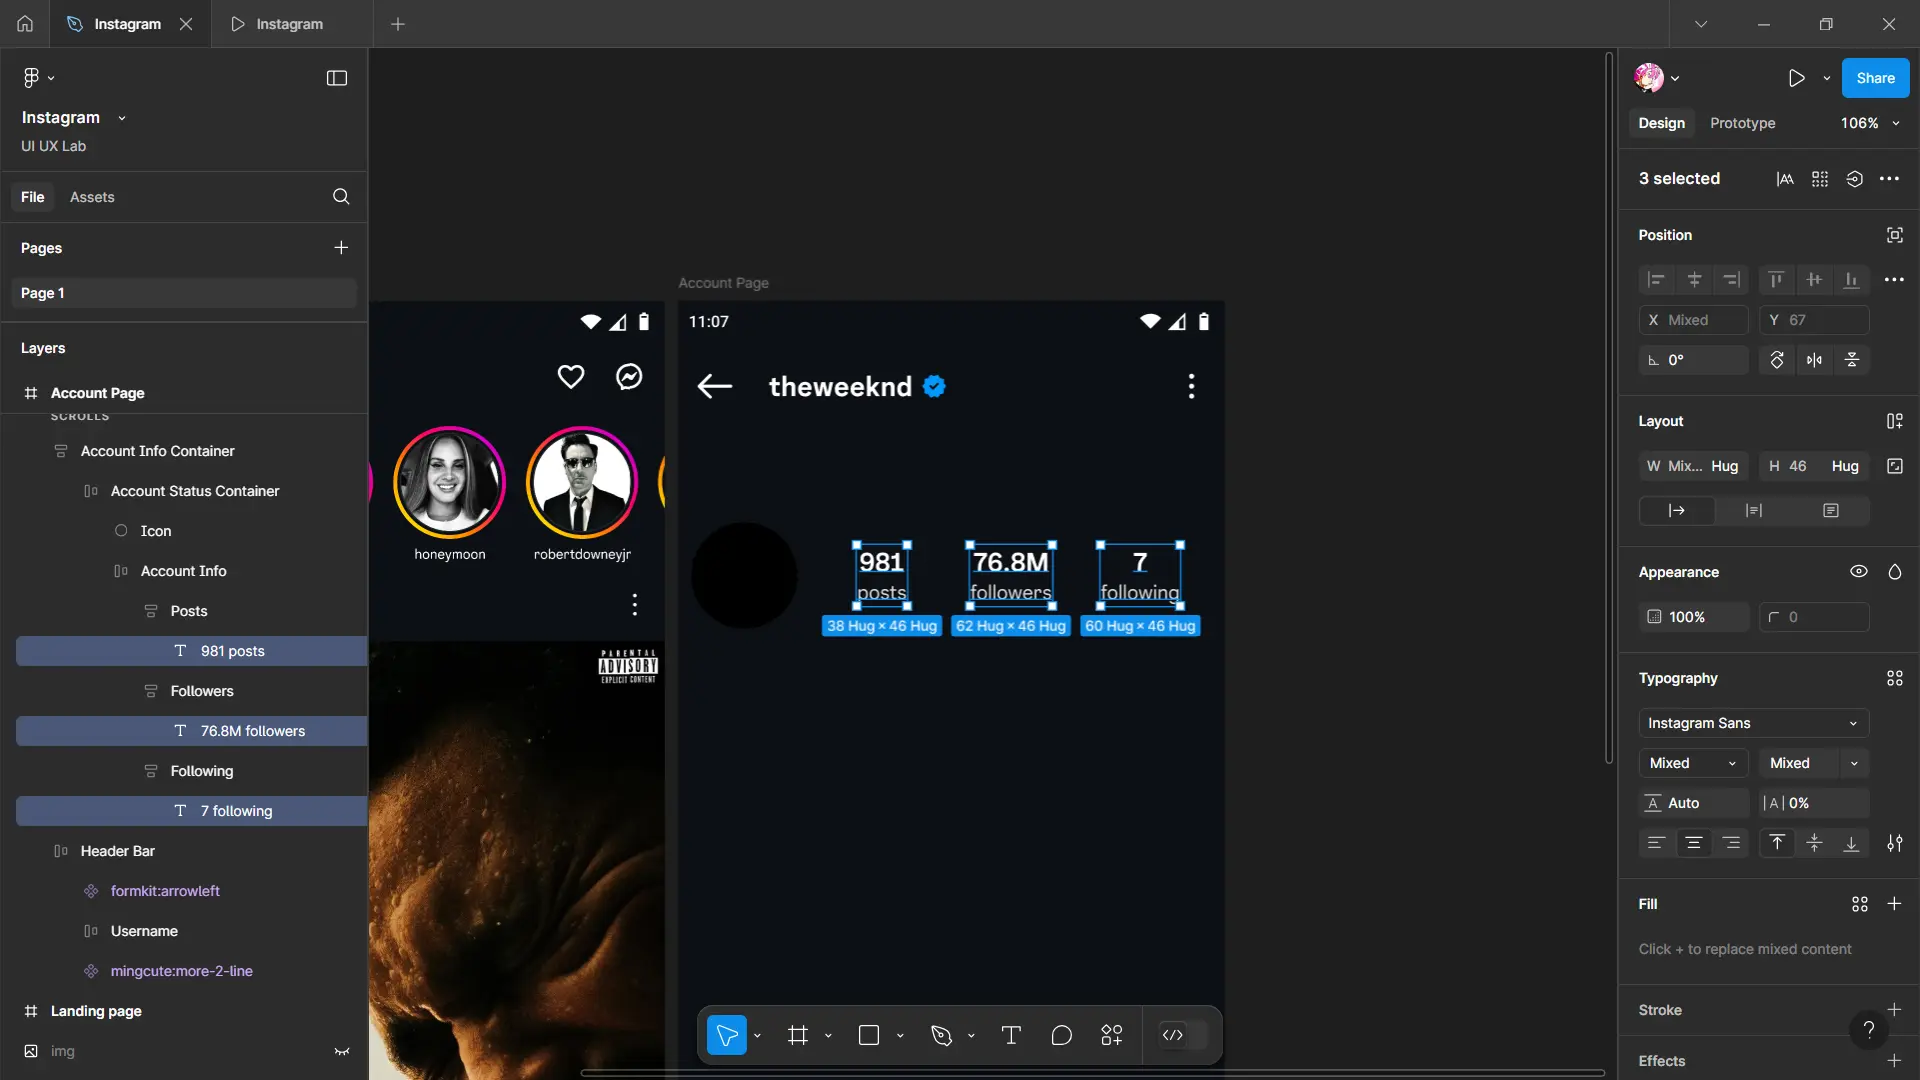 Instagram
Instagram
Instagram
UI UX Lab
File
Assets
Pages
Page 1
Layers
Account Page
SCROLLS
Account Info Container
Account Status Container
Icon
Account Info
Posts
981 posts
Followers
76.8M followers
Following
7 following
Header Bar
formkit:arrowleft
Username
mingcute:more-2-line
Landing page
img
honeymoon
robertdowneyjr
PARENTAL
ADVISORY
EXPLICIT CONTENT
Account Page
11:07
theweeknd
981
posts
76.8M
followers
7
following
38 Hug × 46 Hug
62 Hug × 46 Hug
60 Hug × 46 Hug
Share
Design
Prototype
106%
3 selected
Position
X Mixed
Y 67
0°
Layout
W Mix... Hug
H 46 Hug
Appearance
100%
0
Typography
Instagram Sans
Mixed
Mixed
Auto
|A| 0%
Fill
Click + to replace mixed content
Stroke
?
Effects